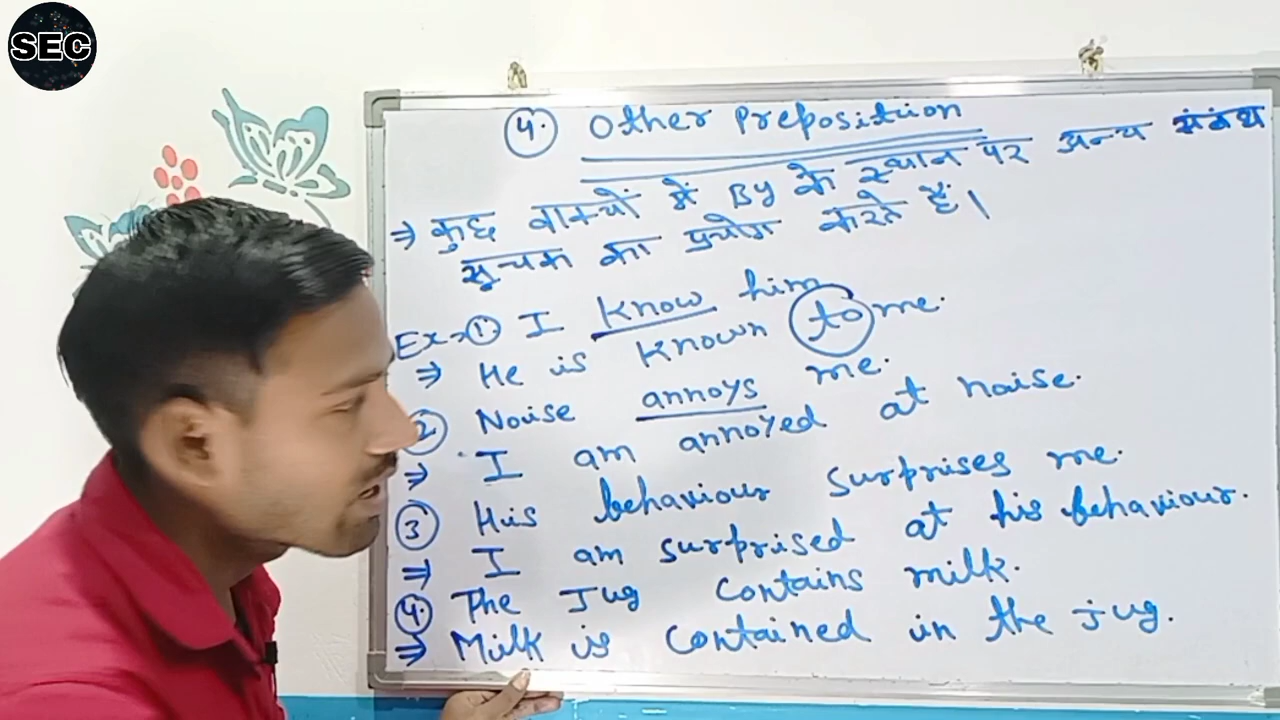 SEC
4. Other Preposition
⇒ कुछ वाक्यों में By के स्थान पर अन्य संबंध
सूचक का प्रयोग करते हैं।
Ex→ 1. I know him
⇒ He is known to me.
2. Noise annoys me.
⇒ I am annoyed at noise.
3 His behaviour surprises me.
⇒ I am surprised at his behaviour.
4. The Jug contains milk.
⇒ Milk is contained in the jug.